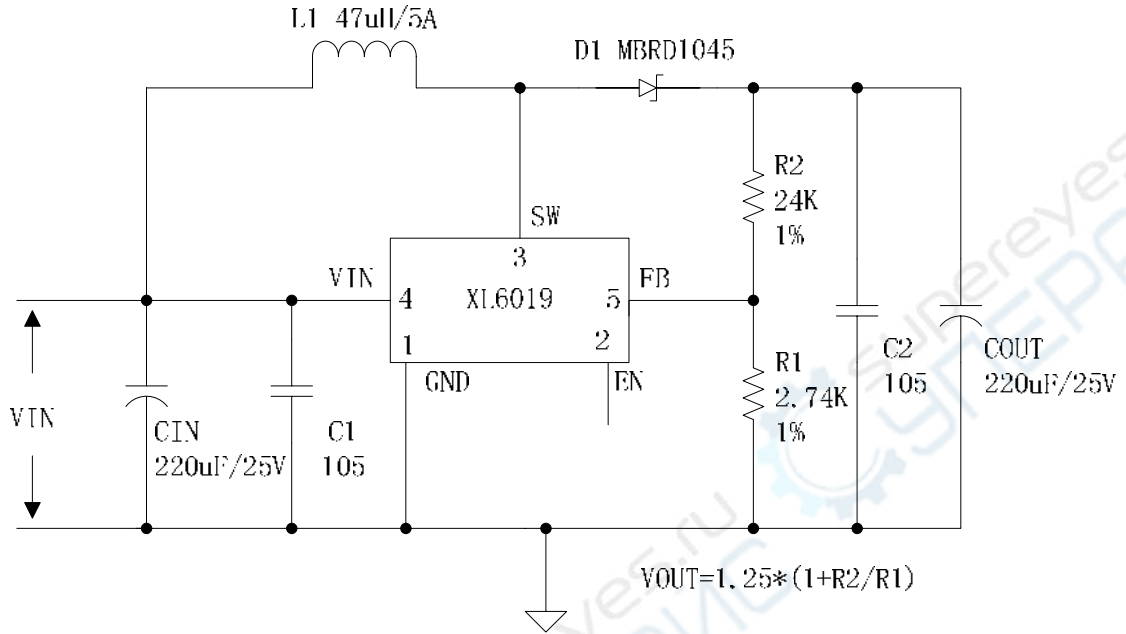 L1 47uH/5A
D1 MBRD1045
R2
24K
1%
SW
3
VIN
4
XL6019
5
FB
1
2
GND
EN
VIN
CIN
220uF/25V
C1
105
R1
2.74K
1%
C2
105
COUT
220uF/25V
VOUT=1.25*(1+R2/R1)
supereyes